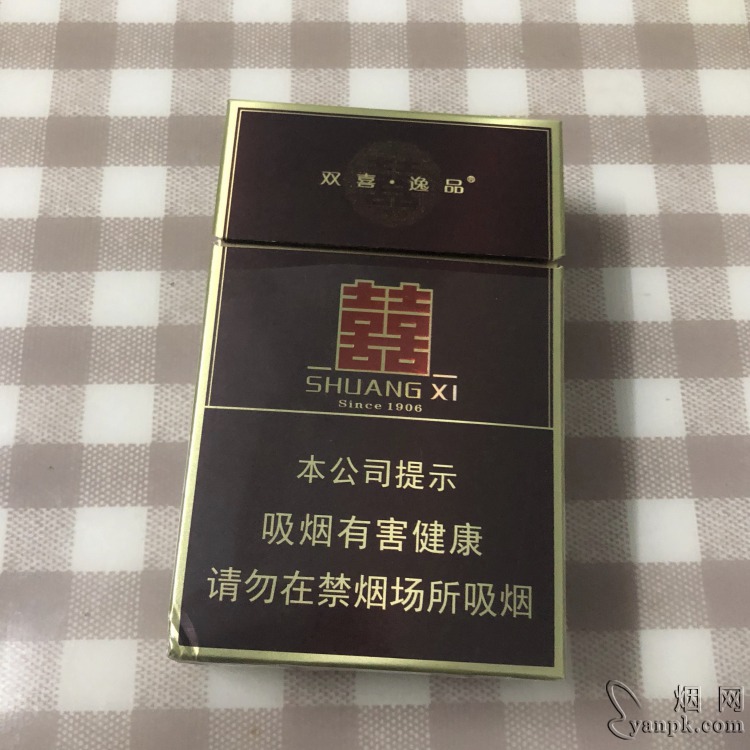 双喜·逸品®
囍
SHUANG XI
Since 1906
本公司提示
吸烟有害健康
请勿在禁烟场所吸烟
烟网
yanpk.com